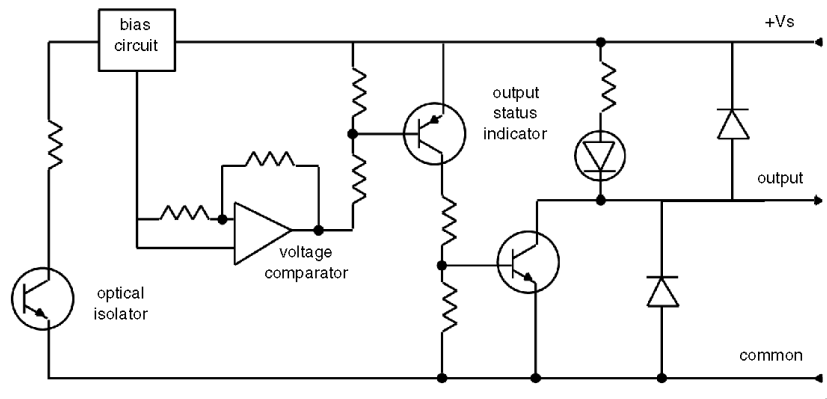 bias
circuit
+Vs
output
status
indicator
output
voltage
comparator
optical
isolator
common